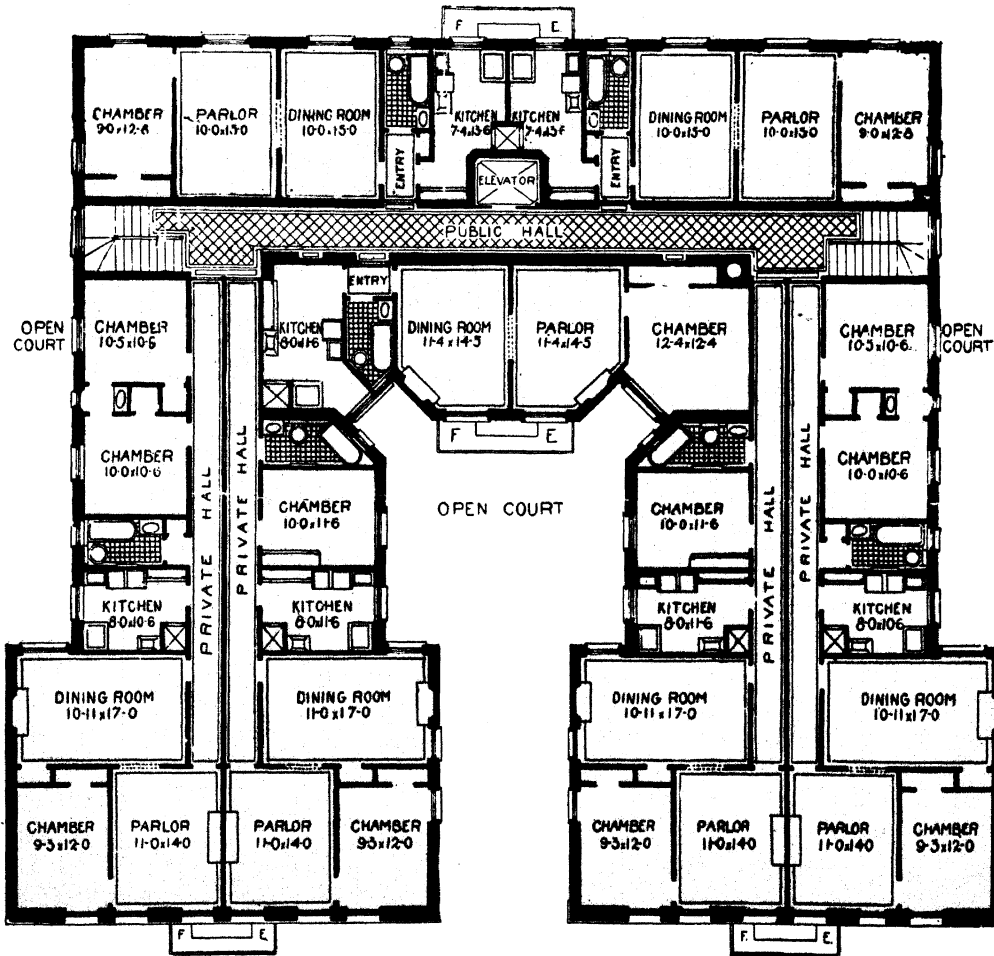 F. E.
CHAMBER
9-0x12-8
PARLOR
10-0x15-0
DINING ROOM
10-0x15-0
KITCHEN
7-4x13-6
KITCHEN
DINING ROOM
10-0x15-0
PARLOR
10-0x15-0
CHAMBER
9-0x12-8
ENTRY
ELEVATOR
ENTRY
PUBLIC HALL
OPEN
COURT
CHAMBER
10-5x10-6
KITCHEN
8-0x11-6
ENTRY
DINING ROOM
11-4x14-5
PARLOR
11-4x14-5
CHAMBER
12-4x12-4
CHAMBER
10-5x10-6
OPEN
COURT
F. E.
CHAMBER
10-0x10-6
PRIVATE HALL
PRIVATE HALL
CHAMBER
10-0x11-6
OPEN COURT
CHAMBER
10-0x11-6
PRIVATE HALL
PRIVATE HALL
CHAMBER
10-0x10-6
KITCHEN
8-0x10-6
KITCHEN
8-0x11-6
KITCHEN
8-0x11-6
KITCHEN
8-0x10-6
DINING ROOM
10-11x17-0
DINING ROOM
11-0x17-0
DINING ROOM
10-11x17-0
DINING ROOM
10-11x17-0
CHAMBER
9-3x12-0
PARLOR
11-0x14-0
PARLOR
11-0x14-0
CHAMBER
9-3x12-0
CHAMBER
9-3x12-0
PARLOR
11-0x14-0
PARLOR
11-0x14-0
CHAMBER
9-3x12-0
F. E.
F. E.